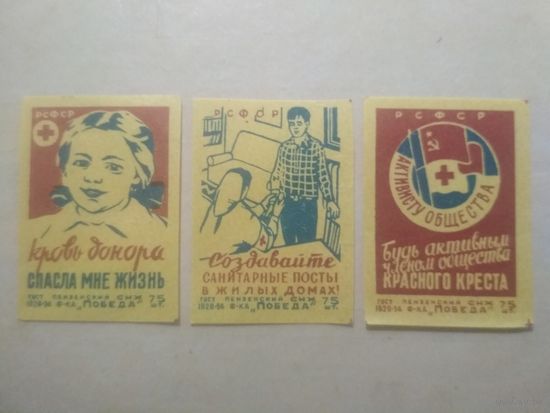 РСФСР
Кровь донора
СПАСЛА МНЕ ЖИЗНЬ
ГОСТ ПЕНЗЕНСКИЙ СНХ 75
1820-56 Ф-КА „ПОБЕДА" ШТ.
РСФСР
Создавайте
САНИТАРНЫЕ ПОСТЫ
В ЖИЛЫХ ДОМАХ!
ГОСТ ПЕНЗЕНСКИЙ СНХ 75
1820-56 Ф-КА „ПОБЕДА" ШТ.
РСФСР
АКТИВИСТУ ОБЩЕСТВА
Будь активным
членом общества
КРАСНОГО КРЕСТА
ГОСТ ПЕНЗЕНСКИЙ СНХ 75
1820-56 Ф-КА „ПОБЕДА" ШТ.